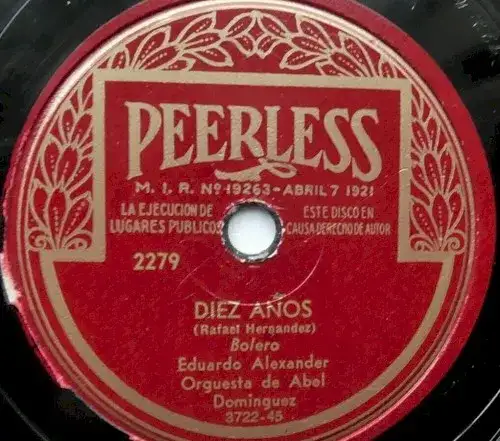 PEERLESS
M. I. R. Nº 19263-ABRIL 7 1921
LA EJECUCION DE ESTE DISCO EN
LUGARES PUBLICOS CAUSA DERECHO DE AUTOR
2279
DIEZ AÑOS
(Rafael Hernandez)
Bolero
Eduardo Alexander
Orquesta de Abel
Dominguez
3722-45